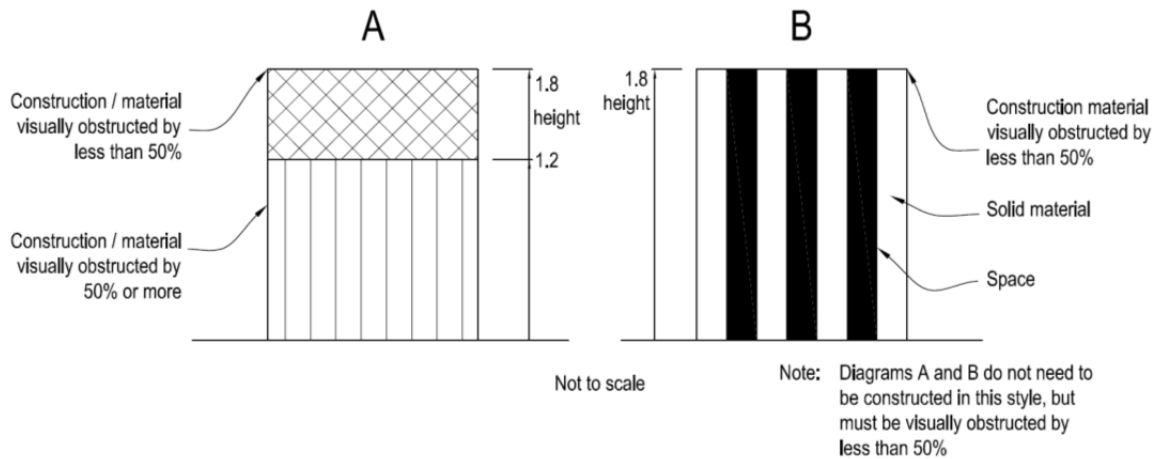 A
B
Construction / material
visually obstructed by
less than 50%
1.8
height
1.2
Construction / material
visually obstructed by
50% or more
1.8
height
Construction material
visually obstructed by
less than 50%
Solid material
Space
Not to scale
Note: Diagrams A and B do not need to
be constructed in this style, but
must be visually obstructed by
less than 50%